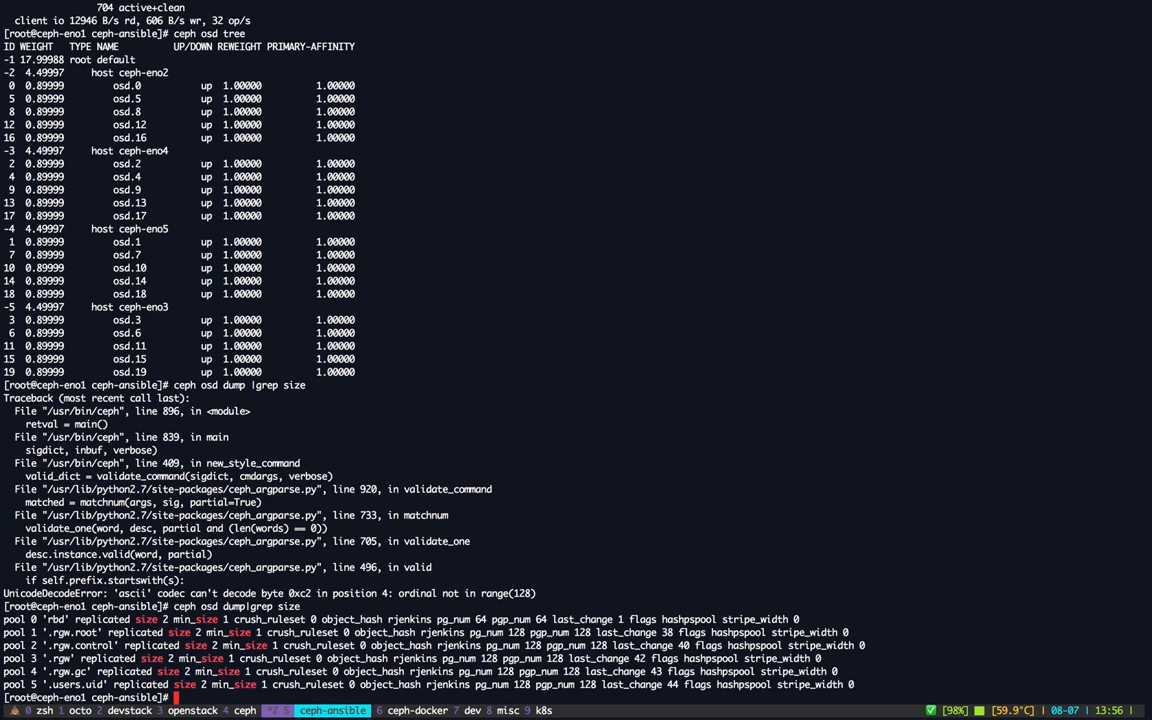 704 active+clean
client io 12946 B/s rd, 606 B/s wr, 32 op/s
[root@ceph-eno1 ceph-ansible]# ceph osd tree
ID WEIGHT TYPE NAME UP/DOWN REWEIGHT PRIMARY-AFFINITY
-1 17.99988 root default
-2 4.49997 host ceph-eno2
0 0.89999 osd.0 up 1.00000 1.00000
5 0.89999 osd.5 up 1.00000 1.00000
8 0.89999 osd.8 up 1.00000 1.00000
12 0.89999 osd.12 up 1.00000 1.00000
16 0.89999 osd.16 up 1.00000 1.00000
-3 4.49997 host ceph-eno4
2 0.89999 osd.2 up 1.00000 1.00000
4 0.89999 osd.4 up 1.00000 1.00000
9 0.89999 osd.9 up 1.00000 1.00000
13 0.89999 osd.13 up 1.00000 1.00000
17 0.89999 osd.17 up 1.00000 1.00000
-4 4.49997 host ceph-eno5
1 0.89999 osd.1 up 1.00000 1.00000
7 0.89999 osd.7 up 1.00000 1.00000
10 0.89999 osd.10 up 1.00000 1.00000
14 0.89999 osd.14 up 1.00000 1.00000
18 0.89999 osd.18 up 1.00000 1.00000
-5 4.49997 host ceph-eno3
3 0.89999 osd.3 up 1.00000 1.00000
6 0.89999 osd.6 up 1.00000 1.00000
11 0.89999 osd.11 up 1.00000 1.00000
15 0.89999 osd.15 up 1.00000 1.00000
19 0.89999 osd.19 up 1.00000 1.00000
[root@ceph-eno1 ceph-ansible]# ceph osd dump |grep size
Traceback (most recent call last):
File "/usr/bin/ceph", line 896, in <module>
retval = main()
File "/usr/bin/ceph", line 839, in main
sigdict, inbuf, verbose)
File "/usr/bin/ceph", line 409, in new_style_command
valid_dict = validate_command(sigdict, cmdargs, verbose)
File "/usr/lib/python2.7/site-packages/ceph_argparse.py", line 920, in validate_command
matched = matchnum(args, sig, partial=True)
File "/usr/lib/python2.7/site-packages/ceph_argparse.py", line 733, in matchnum
validate_one(word, desc, partial and (len(words) == 0))
File "/usr/lib/python2.7/site-packages/ceph_argparse.py", line 705, in validate_one
desc.instance.valid(word, partial)
File "/usr/lib/python2.7/site-packages/ceph_argparse.py", line 496, in valid
if self.prefix.startswith(s):
UnicodeDecodeError: 'ascii' codec can't decode byte 0xc2 in position 4: ordinal not in range(128)
[root@ceph-eno1 ceph-ansible]# ceph osd dump|grep size
pool 0 'rbd' replicated size 2 min_size 1 crush_ruleset 0 object_hash rjenkins pg_num 64 pgp_num 64 last_change 1 flags hashpspool stripe_width 0
pool 1 '.rgw.root' replicated size 2 min_size 1 crush_ruleset 0 object_hash rjenkins pg_num 128 pgp_num 128 last_change 38 flags hashpspool stripe_width 0
pool 2 '.rgw.control' replicated size 2 min_size 1 crush_ruleset 0 object_hash rjenkins pg_num 128 pgp_num 128 last_change 40 flags hashpspool stripe_width 0
pool 3 '.rgw' replicated size 2 min_size 1 crush_ruleset 0 object_hash rjenkins pg_num 128 pgp_num 128 last_change 42 flags hashpspool stripe_width 0
pool 4 '.rgw.gc' replicated size 2 min_size 1 crush_ruleset 0 object_hash rjenkins pg_num 128 pgp_num 128 last_change 43 flags hashpspool stripe_width 0
pool 5 '.users.uid' replicated size 2 min_size 1 crush_ruleset 0 object_hash rjenkins pg_num 128 pgp_num 128 last_change 44 flags hashpspool stripe_width 0
[root@ceph-eno1 ceph-ansible]#
0 zsh 1 octo 2 devstack 3 openstack 4 ceph *Z 5 ceph-ansible 6 ceph-docker 7 dev 8 misc 9 k8s [98%] [59.9°C] | 08-07 | 13:56 |